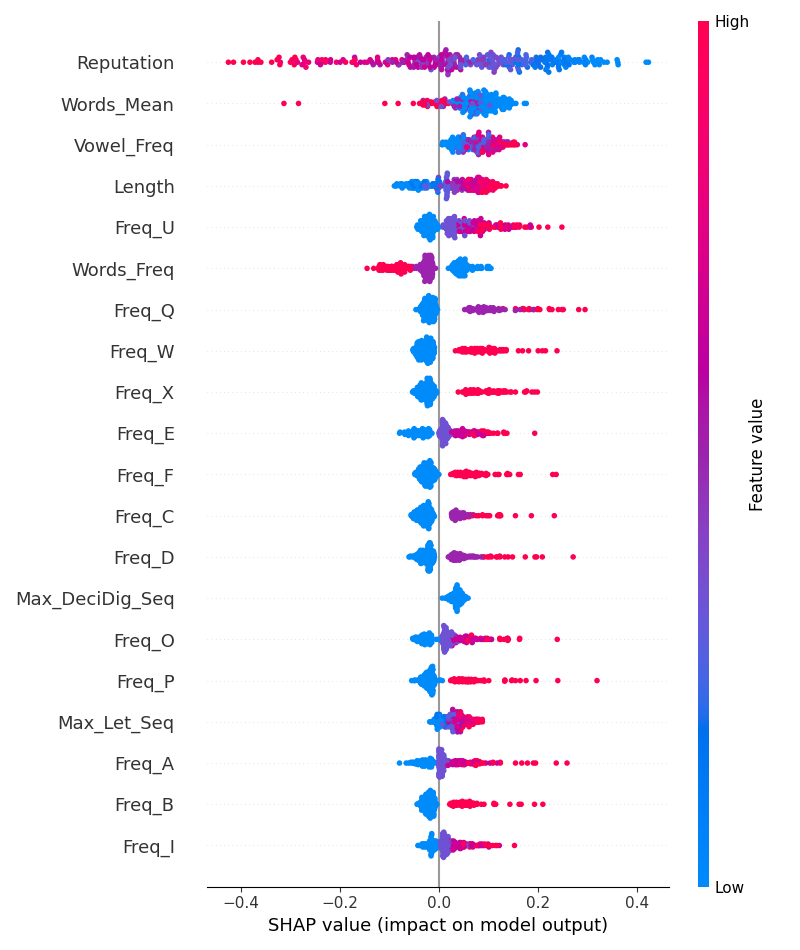 High
Reputation
Words_Mean
Vowel_Freq
Length
Freq_U
Words_Freq
Freq_Q
Freq_W
Freq_X
Freq_E
Freq_F
Freq_C
Freq_D
Max_DeciDig_Seq
Freq_O
Freq_P
Max_Let_Seq
Freq_A
Freq_B
Freq_I
Feature value
Low
−0.4 −0.2 0.0 0.2 0.4
SHAP value (impact on model output)